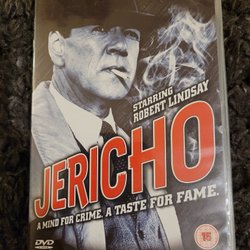 STARRING
ROBERT LINDSAY
JERICHO
A MIND FOR CRIME. A TASTE FOR FAME.
DVD
15